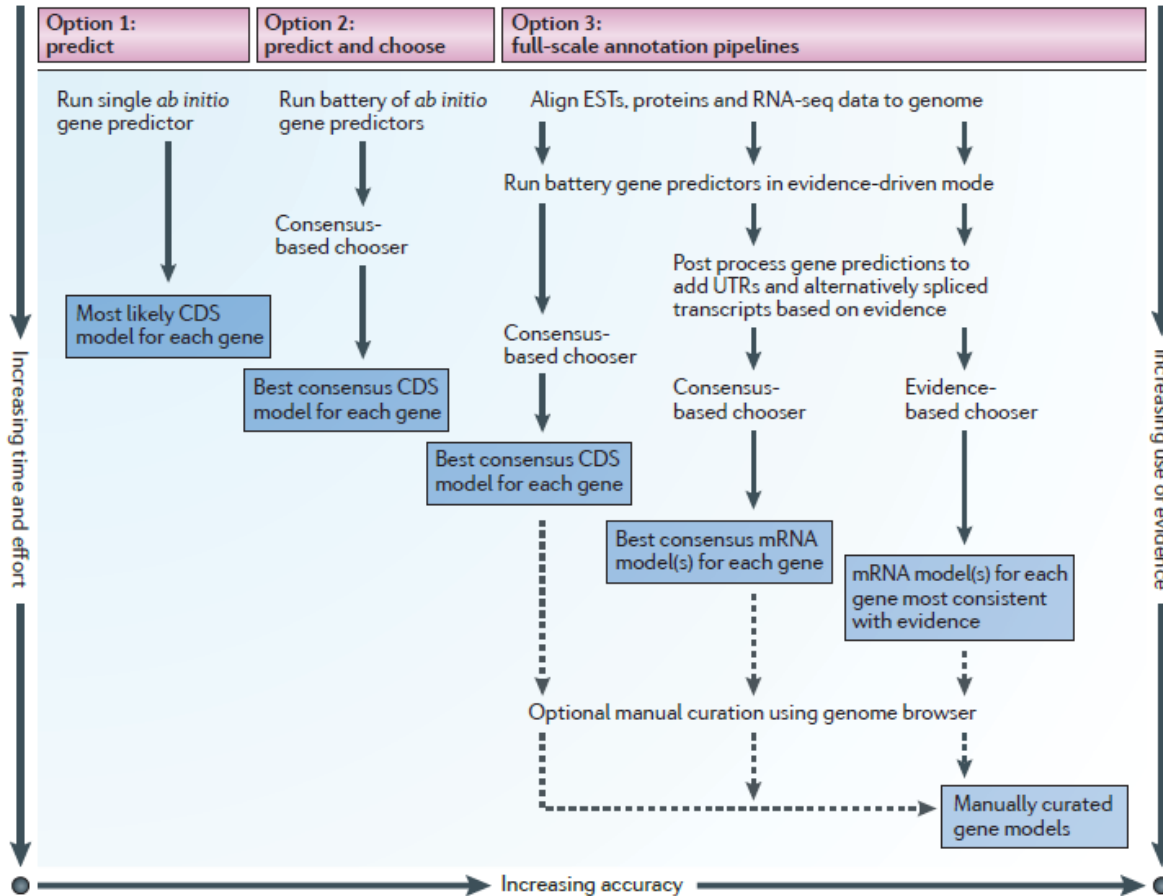 Option 1:
predict
Option 2:
predict and choose
Option 3:
full-scale annotation pipelines
Run single ab initio
gene predictor
Run battery of ab initio
gene predictors
Align ESTs, proteins and RNA-seq data to genome
Run battery gene predictors in evidence-driven mode
Consensus-
based chooser
Post process gene predictions to
add UTRs and alternatively spliced
transcripts based on evidence
Most likely CDS
model for each gene
Consensus-
based chooser
Best consensus CDS
model for each gene
Consensus-
based chooser
Evidence-
based chooser
Best consensus CDS
model for each gene
Best consensus mRNA
model(s) for each gene
mRNA model(s) for each
gene most consistent
with evidence
Optional manual curation using genome browser
Manually curated
gene models
Increasing time and effort
Increasing use of evidence
Increasing accuracy